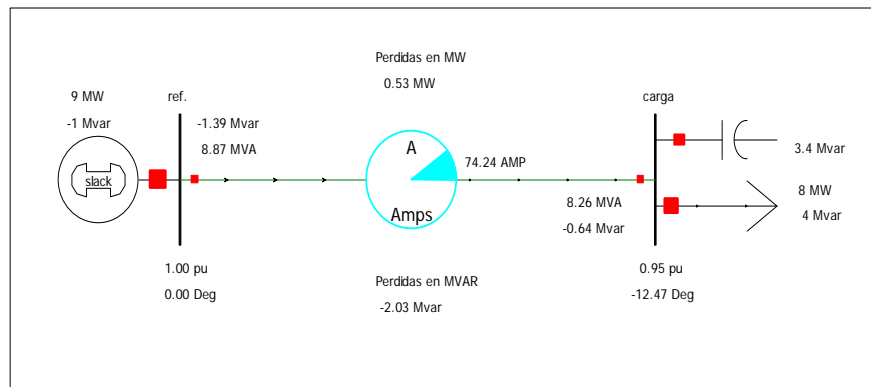 Perdidas en MW
0.53 MW
9 MW
-1 Mvar
ref.
-1.39 Mvar
8.87 MVA
carga
slack
A
Amps
74.24 AMP
8.26 MVA
-0.64 Mvar
3.4 Mvar
8 MW
4 Mvar
1.00 pu
0.00 Deg
Perdidas en MVAR
-2.03 Mvar
0.95 pu
-12.47 Deg